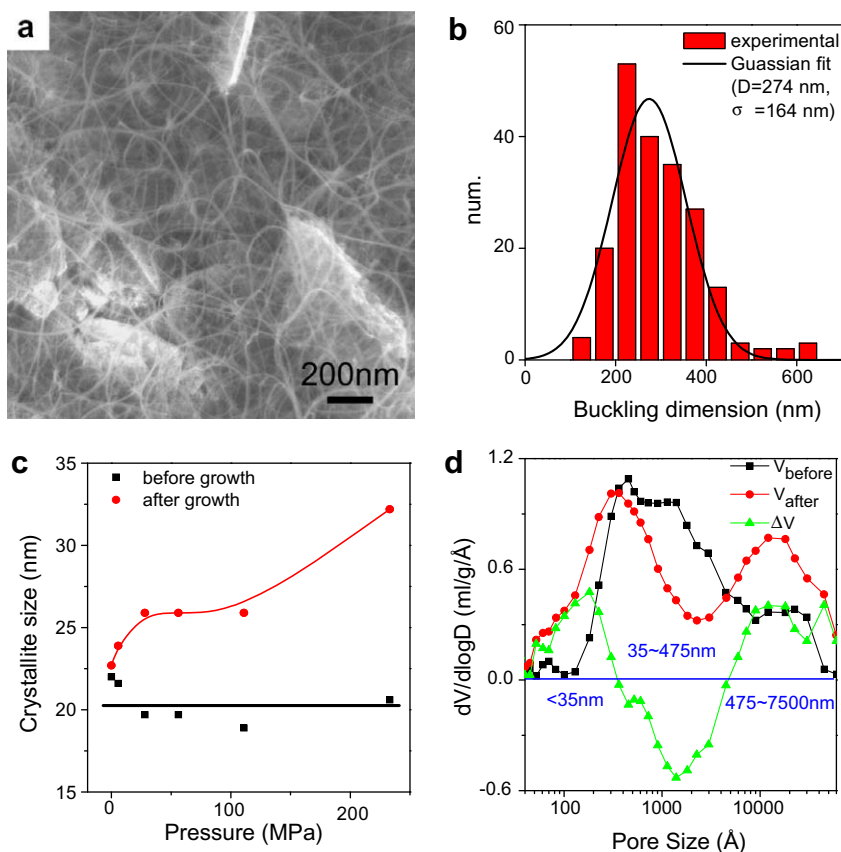 a
200nm
b
experimental
Guassian fit
(D=274 nm,
σ =164 nm)
60
40
20
0
num.
0 200 400 600
Buckling dimension (nm)
c
before growth
after growth
35
30
25
20
15
Crystallite size (nm)
0 100 200
Pressure (MPa)
d
Vbefore
Vafter
ΔV
1.2
0.6
0.0
-0.6
dV/dlogD (ml/g/Å)
35~475nm
<35nm
475~7500nm
100 1000 10000
Pore Size (Å)